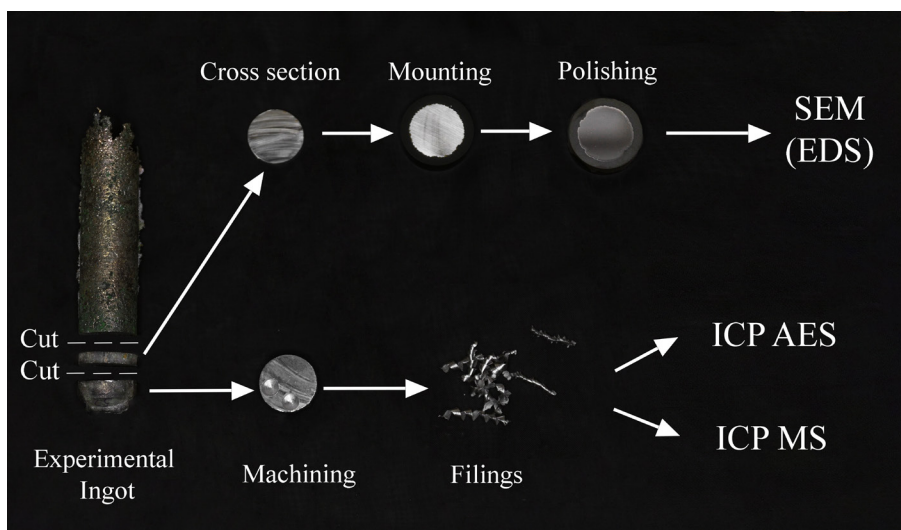 Cross section
Mounting
Polishing
SEM
(EDS)
Cut
Cut
Experimental
Ingot
Machining
Filings
ICP AES
ICP MS